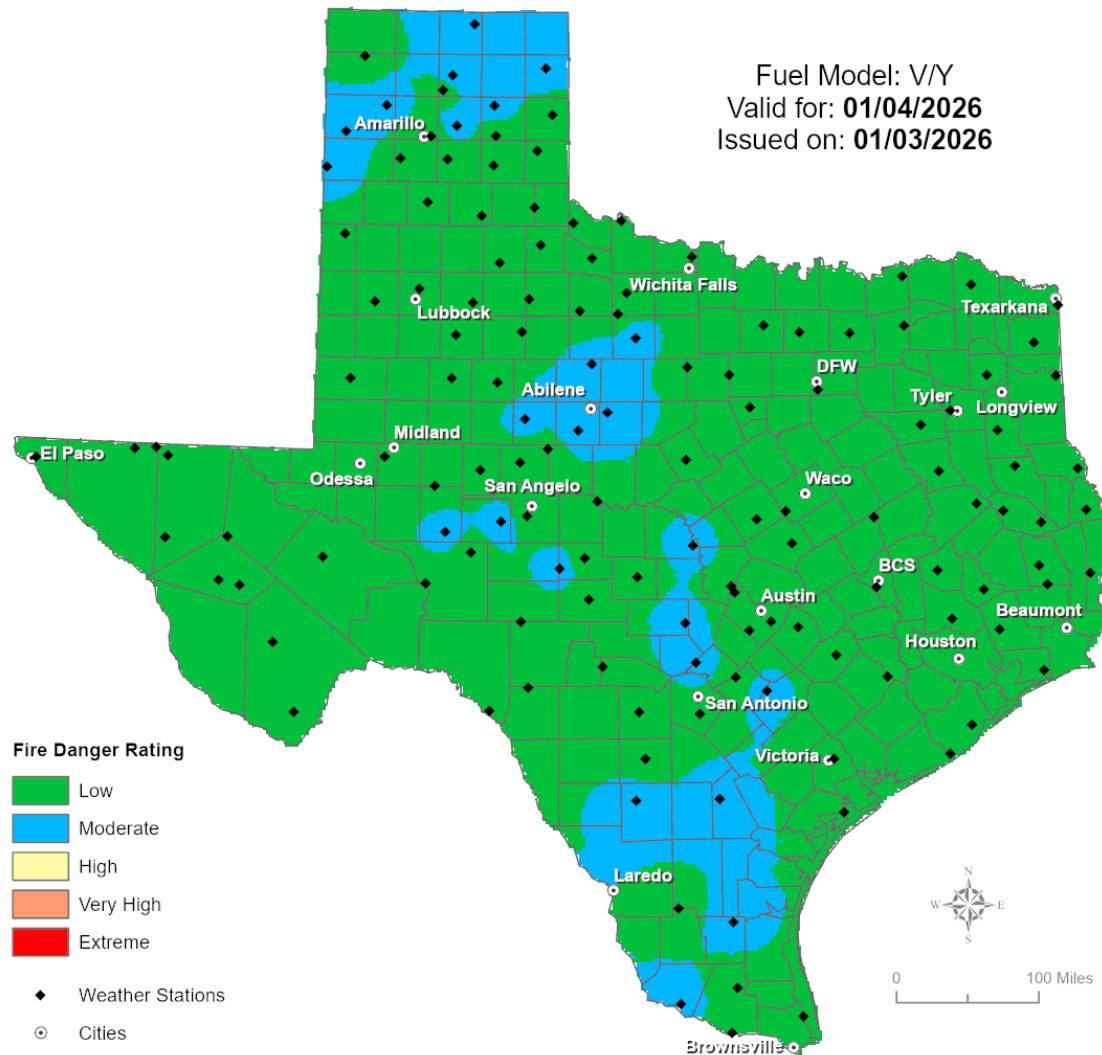 Fuel Model: V/Y
Valid for: 01/04/2026
Issued on: 01/03/2026
Amarillo
Wichita Falls
Lubbock
Texarkana
DFW
Abilene
Tyler
Longview
Midland
El Paso
Odessa
San Angelo
Waco
BCS
Austin
Beaumont
Houston
San Antonio
Victoria
Laredo
Brownsville
Fire Danger Rating
Low
Moderate
High
Very High
Extreme
Weather Stations
Cities
N
W E
S
0 100 Miles